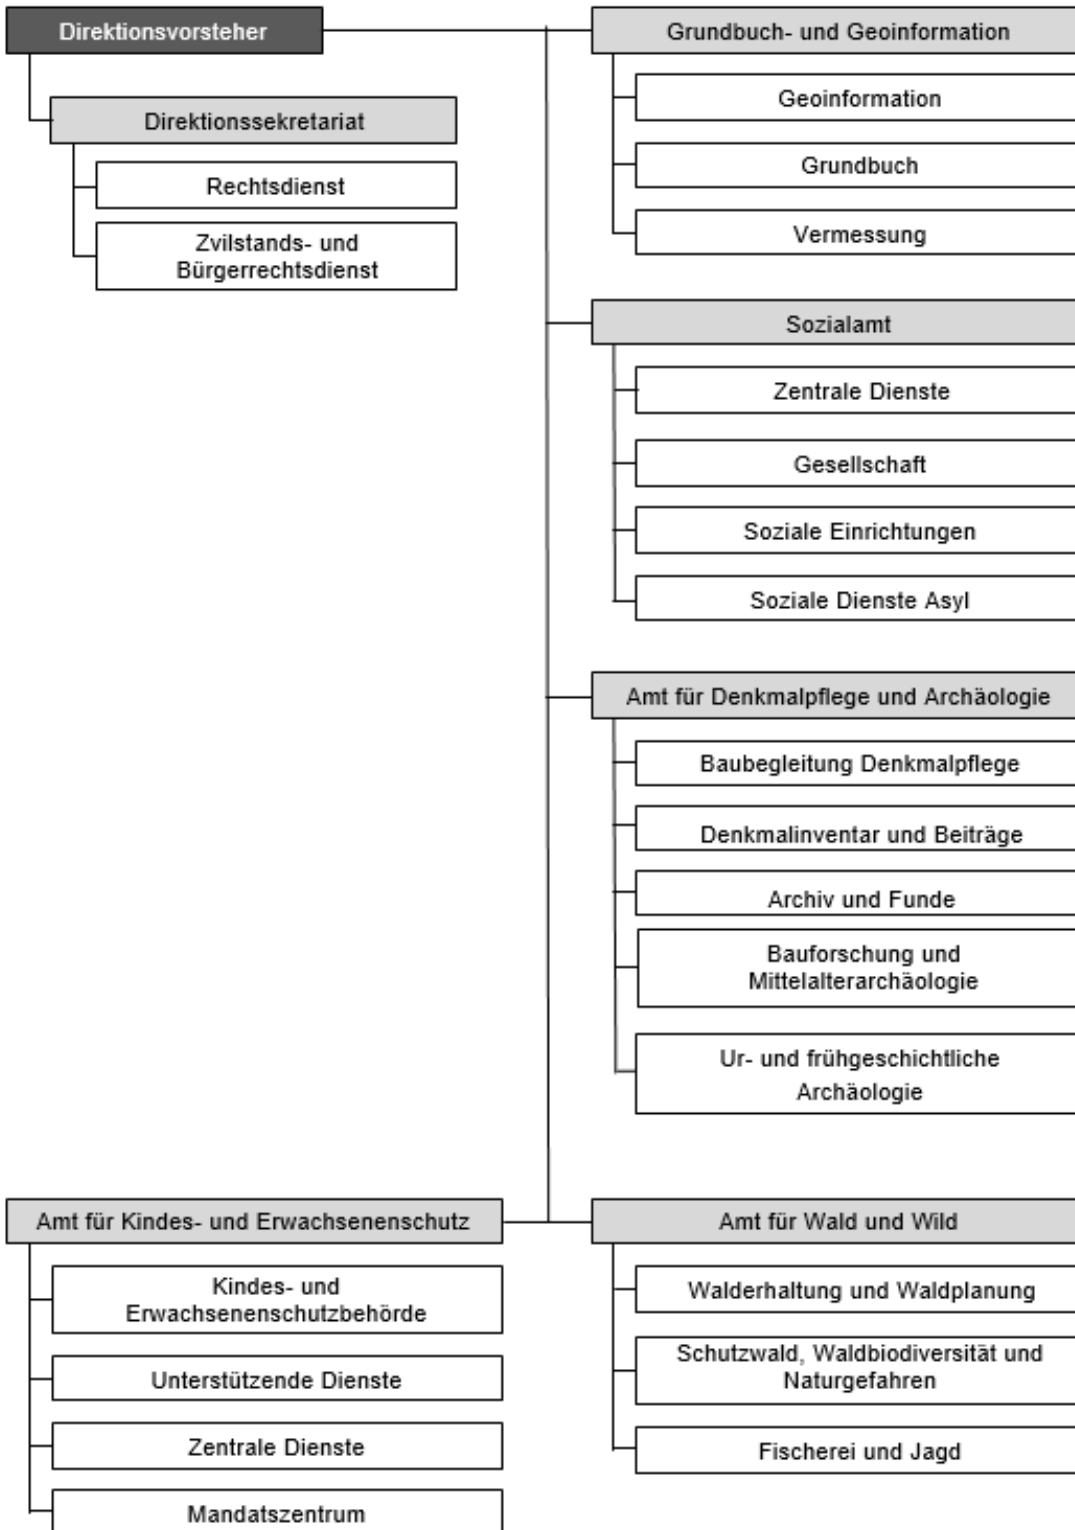 Direktionsvorsteher
Direktionssekretariat
Rechtsdienst
Zvilstands- und
Bürgerrechtsdienst
Grundbuch- und Geoinformation
Geoinformation
Grundbuch
Vermessung
Sozialamt
Zentrale Dienste
Gesellschaft
Soziale Einrichtungen
Soziale Dienste Asyl
Amt für Denkmalpflege und Archäologie
Baubegleitung Denkmalpflege
Denkmalinventar und Beiträge
Archiv und Funde
Bauforschung und
Mittelalterarchäologie
Ur- und frühgeschichtliche
Archäologie
Amt für Kindes- und Erwachsenenschutz
Kindes- und
Erwachsenenschutzbehörde
Unterstützende Dienste
Zentrale Dienste
Mandatszentrum
Amt für Wald und Wild
Walderhaltung und Waldplanung
Schutzwald, Waldbiodiversität und
Naturgefahren
Fischerei und Jagd